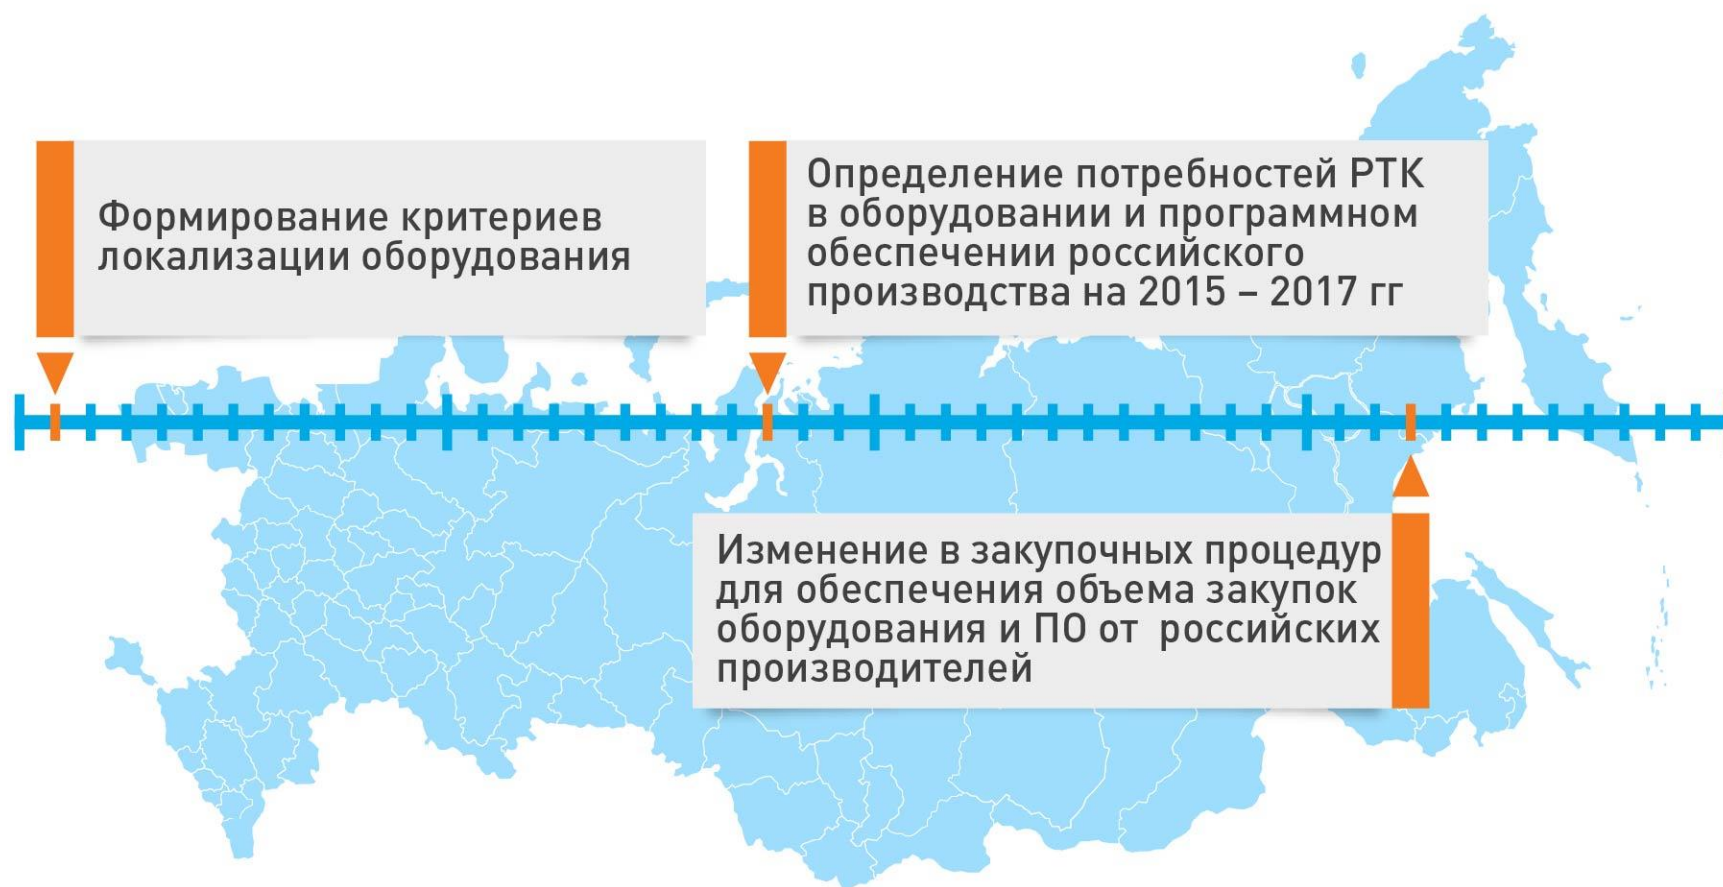 Формирование критериев
локализации оборудования
Определение потребностей РТК
в оборудовании и программном
обеспечении российского
производства на 2015 – 2017 гг
Изменение в закупочных процедур
для обеспечения объема закупок
оборудования и ПО от российских
производителей